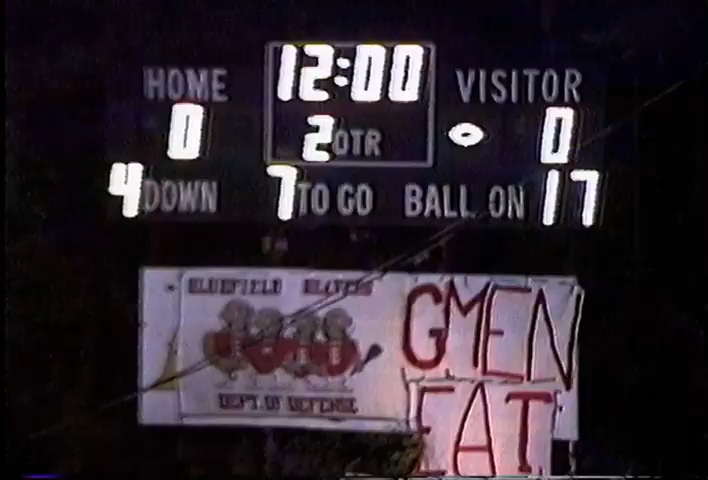 HOME 12:00 VISITOR
0 2 QTR 0
4 DOWN 7 TO GO BALL ON 17
BLUEFIELD BEAVERS
DEPT. OF DEFENSE
GMEN
EAT